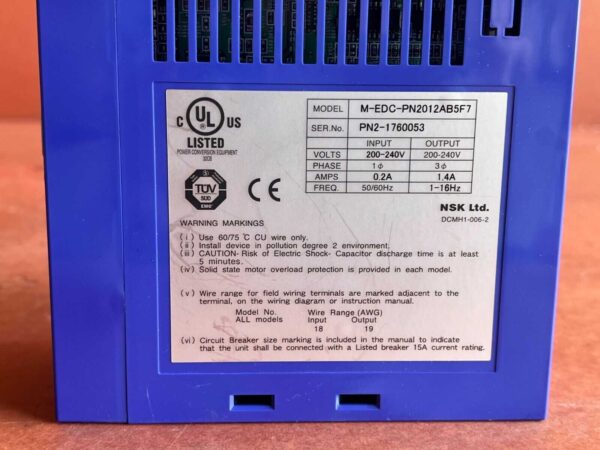 C UL US
LISTED
POWER CONVERSION EQUIPMENT
MODEL M-EDC-PN2012AB5F7
SER.No. PN2-1760053
INPUT OUTPUT
VOLTS 200-240V 200-240V
PHASE 1φ 3φ
AMPS 0.2A 1.4A
FREQ. 50/60Hz 1-16Hz
TÜV
SÜD
CE
NSK Ltd.
DCMH1-006-2
WARNING MARKINGS
(i) Use 60/75 ℃ CU wire only.
(ii) Install device in pollution degree 2 environment.
(iii) CAUTION- Risk of Electric Shock- Capacitor discharge time is at least
5 minutes.
(iv) Solid state motor overload protection is provided in each model.
(v) Wire range for field wiring terminals are marked adjacent to the
terminal, on the wiring diagram or instruction manual.
Model No. Wire Range (AWG)
ALL models Input Output
18 19
(vi) Circuit Breaker size marking is included in the manual to indicate
that the unit shall be connected with a Listed breaker 15A current rating.